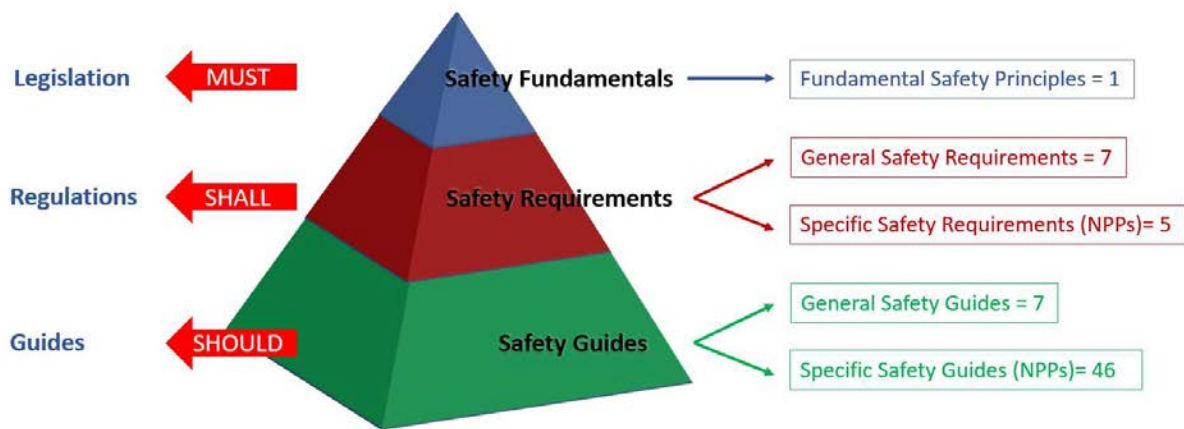 Legislation
MUST
Safety Fundamentals
Fundamental Safety Principles = 1
General Safety Requirements = 7
Regulations
SHALL
Safety Requirements
Specific Safety Requirements (NPPs)= 5
General Safety Guides = 7
Guides
SHOULD
Safety Guides
Specific Safety Guides (NPPs)= 46